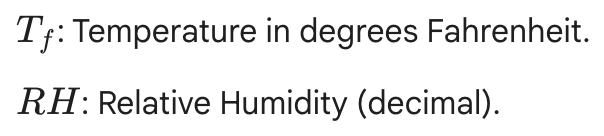 T_f: Temperature in degrees Fahrenheit.
RH: Relative Humidity (decimal).